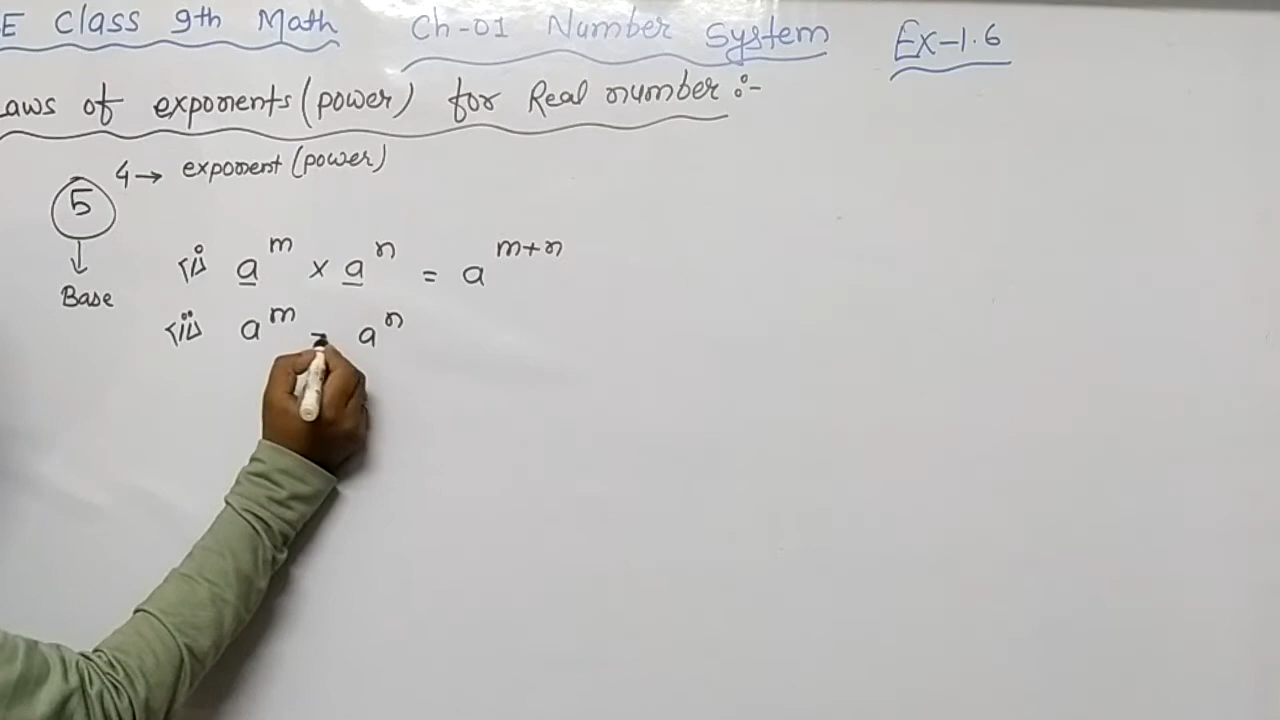 E Class 9th Math Ch-01 Number System Ex-1.6
Laws of exponents (power) for Real number :-
5 4 → exponent (power)
↓
Base
(i) a^m × a^n = a^{m+n}
(ii) a^m - a^n